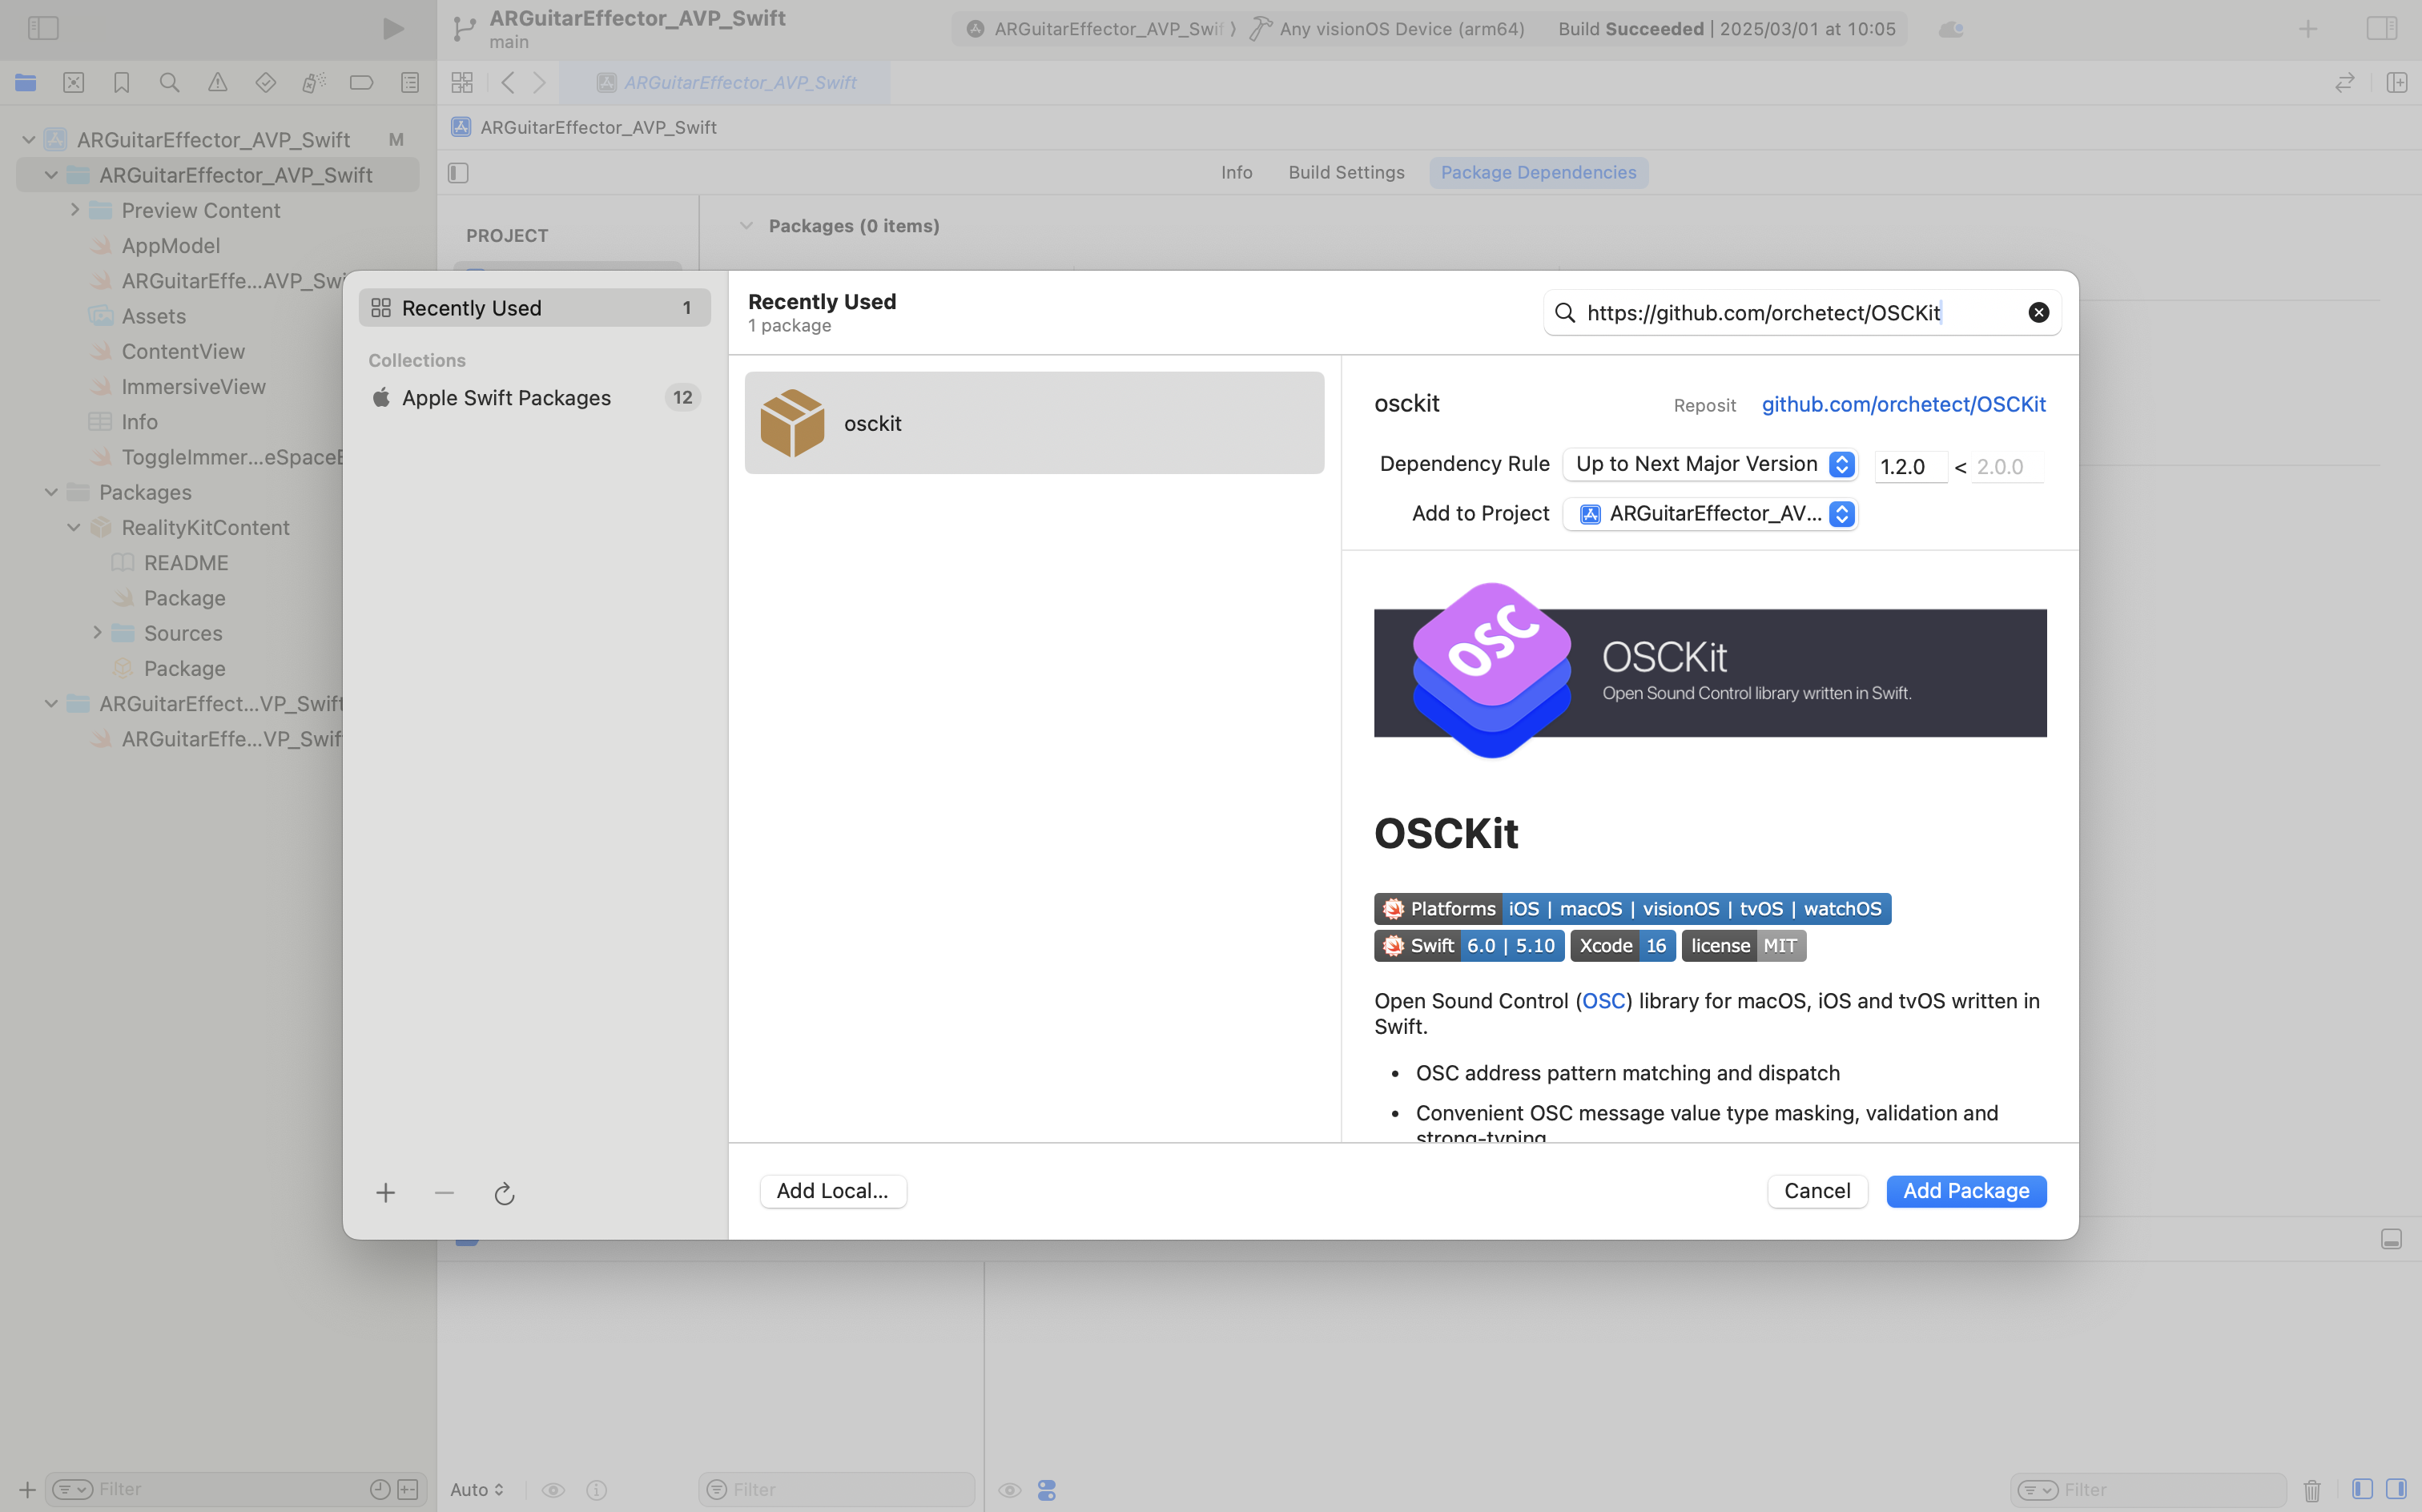 ARGuitarEffector_AVP_Swift
main
ARGuitarEffector_AVP_Swif
Any visionOS Device (arm64)
Build Succeeded | 2025/03/01 at 10:05
ARGuitarEffector_AVP_Swift
ARGuitarEffector_AVP_Swift M
ARGuitarEffector_AVP_Swift
Preview Content
AppModel
ARGuitarEffe...AVP_Swi
Assets
ContentView
ImmersiveView
Info
ToggleImmer...eSpaceE
Packages
RealityKitContent
README
Package
Sources
Package
ARGuitarEffect...VP_Swift
ARGuitarEffe...VP_Swif
Filter
ARGuitarEffector_AVP_Swift
Info
Build Settings
Package Dependencies
PROJECT
Packages (0 items)
Recently Used 1
Collections
Apple Swift Packages 12
Recently Used
1 package
https://github.com/orchetect/OSCKit
osckit
osckit
Reposit github.com/orchetect/OSCKit
Dependency Rule Up to Next Major Version 1.2.0 < 2.0.0
Add to Project ARGuitarEffector_AV...
OSC
OSCKit
Open Sound Control library written in Swift.
OSCKit
Platforms iOS | macOS | visionOS | tvOS | watchOS
Swift 6.0 | 5.10 Xcode 16 license MIT
Open Sound Control (OSC) library for macOS, iOS and tvOS written in
Swift.
• OSC address pattern matching and dispatch
• Convenient OSC message value type masking, validation and
strong-typing
Add Local...
Cancel
Add Package
Auto
Filter
Filter